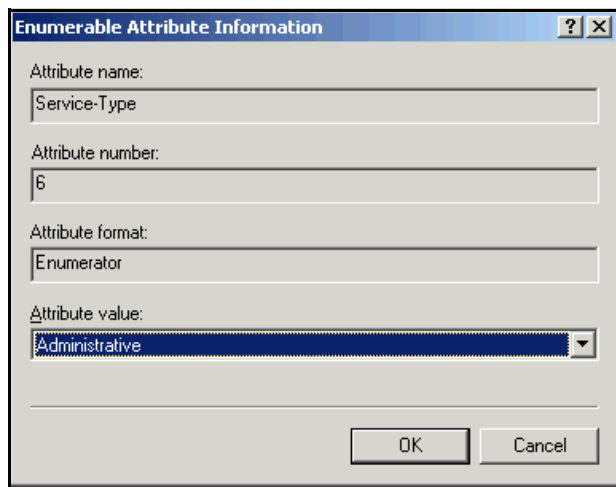 Enumerable Attribute Information
Attribute name:
Service-Type
Attribute number:
6
Attribute format:
Enumerator
Attribute value:
Administrative
OK Cancel